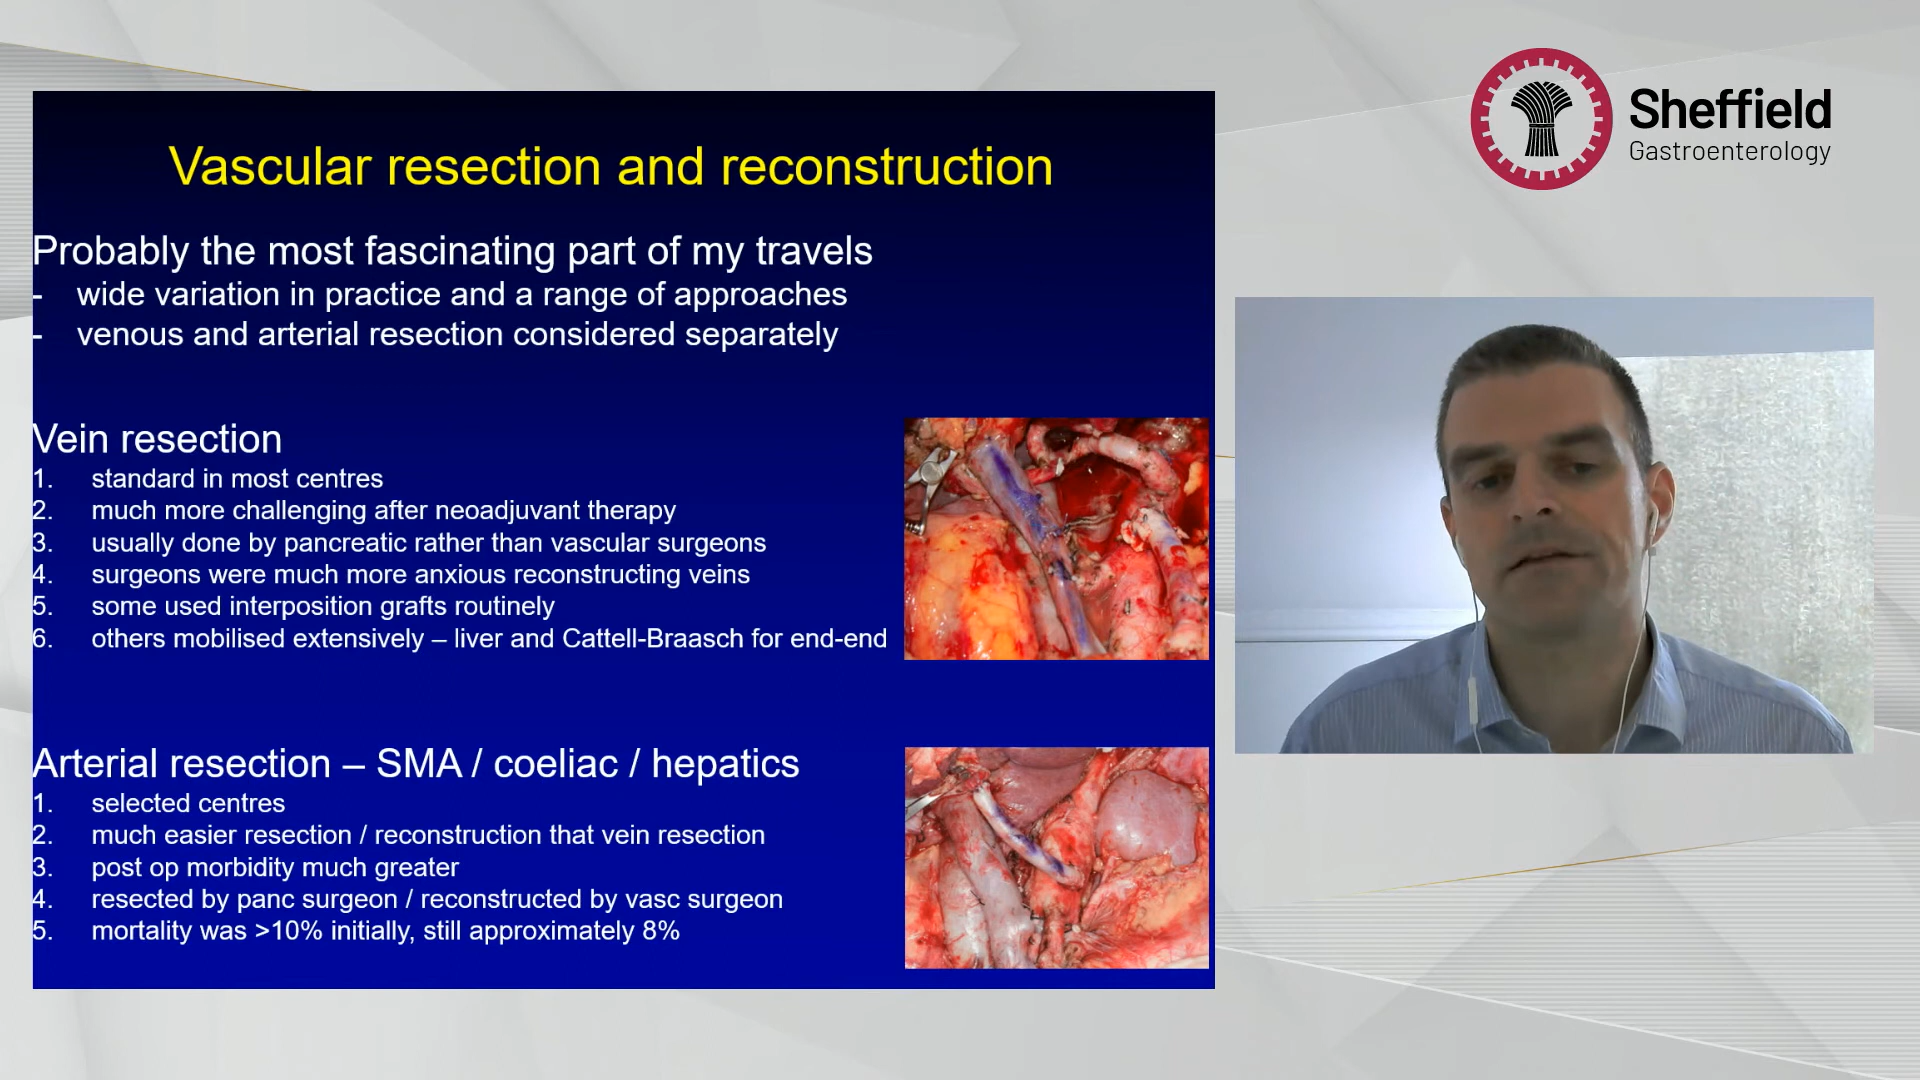 Sheffield
Gastroenterology
Vascular resection and reconstruction
Probably the most fascinating part of my travels
- wide variation in practice and a range of approaches
- venous and arterial resection considered separately
Vein resection
1. standard in most centres
2. much more challenging after neoadjuvant therapy
3. usually done by pancreatic rather than vascular surgeons
4. surgeons were much more anxious reconstructing veins
5. some used interposition grafts routinely
6. others mobilised extensively – liver and Cattell-Braasch for end-end
Arterial resection – SMA / coeliac / hepatics
1. selected centres
2. much easier resection / reconstruction that vein resection
3. post op morbidity much greater
4. resected by panc surgeon / reconstructed by vasc surgeon
5. mortality was >10% initially, still approximately 8%